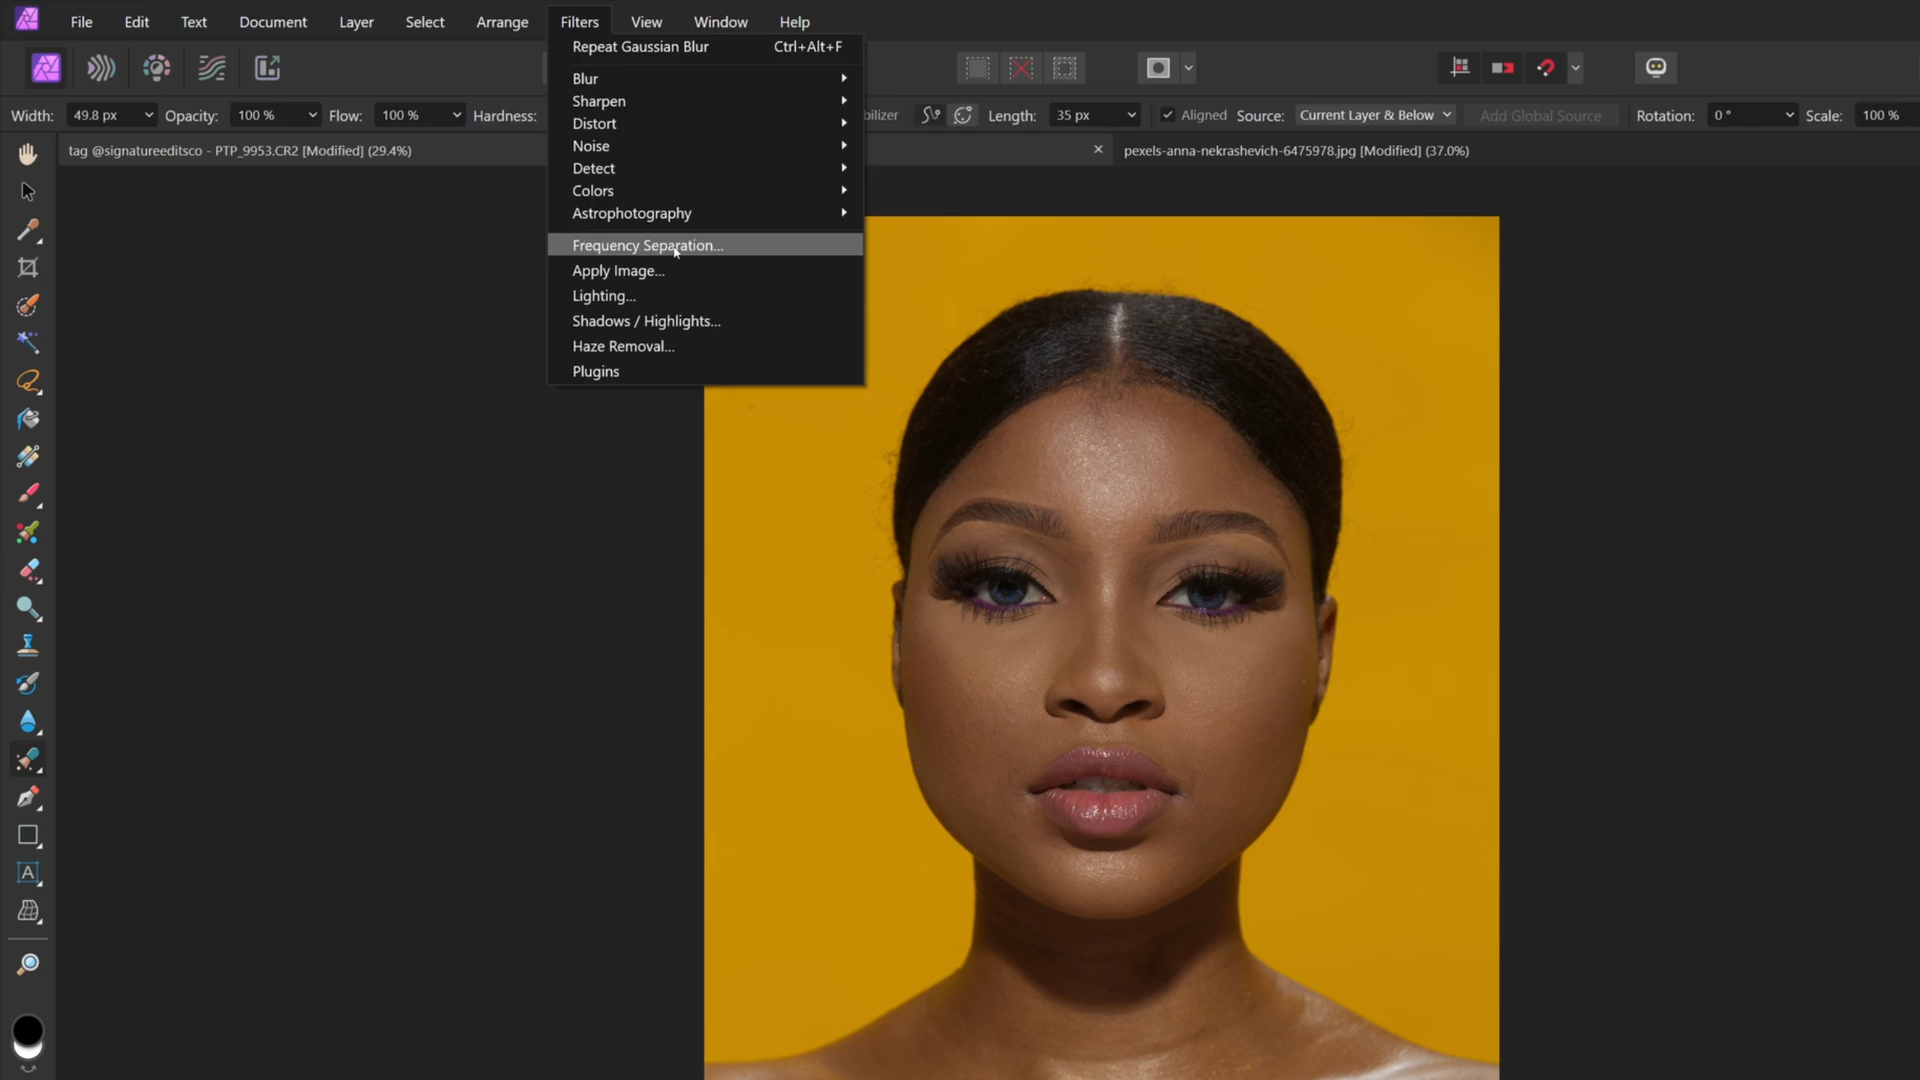 File Edit Text Document Layer Select Arrange Filters View Window Help
Repeat Gaussian Blur Ctrl+Alt+F
Blur
Sharpen
Distort
Noise
Detect
Colors
Astrophotography
Frequency Separation...
Apply Image...
Lighting...
Shadows / Highlights...
Haze Removal...
Plugins
Width: 49.8 px Opacity: 100 % Flow: 100 % Hardness: bilizer Length: 35 px Aligned Source: Current Layer & Below Add Global Source Rotation: 0 ° Scale: 100 %
tag @signatureeditsco - PTP_9953.CR2 [Modified] (29.4%)
pexels-anna-nekrashevich-6475978.jpg [Modified] (37.0%)
A